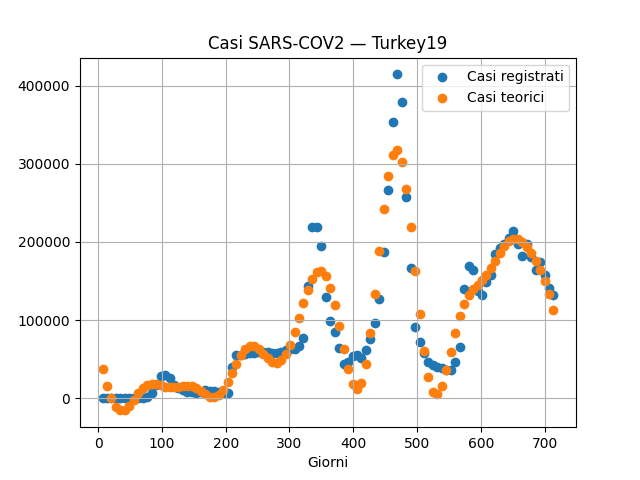 Casi SARS-COV2 — Turkey19
Casi registrati
Casi teorici
400000
300000
200000
100000
0
0 100 200 300 400 500 600 700
Giorni